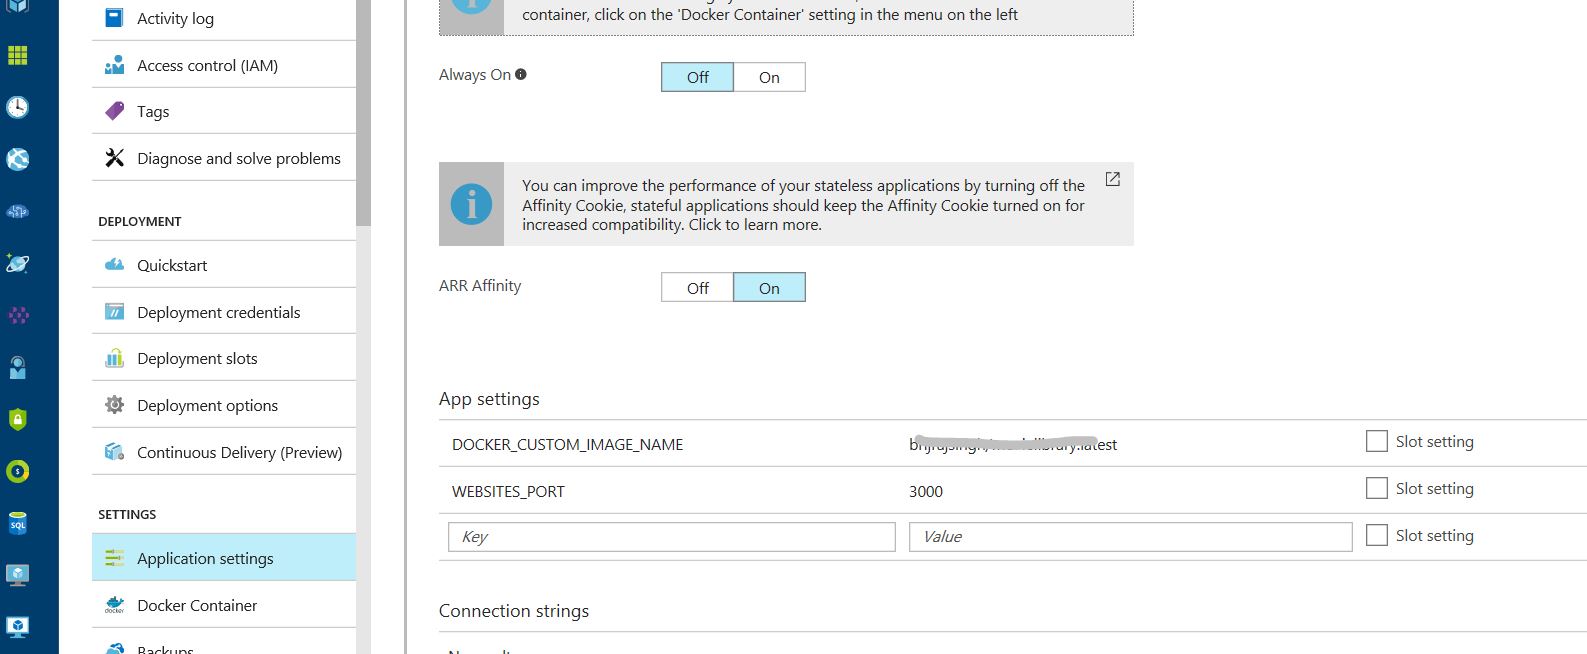 Activity log
Access control (IAM)
Tags
Diagnose and solve problems
DEPLOYMENT
Quickstart
Deployment credentials
Deployment slots
Deployment options
Continuous Delivery (Preview)
SETTINGS
Application settings
Docker Container
Backups
container, click on the 'Docker Container' setting in the menu on the left
Always On
Off On
You can improve the performance of your stateless applications by turning off the
Affinity Cookie, stateful applications should keep the Affinity Cookie turned on for
increased compatibility. Click to learn more.
ARR Affinity
Off On
App settings
DOCKER_CUSTOM_IMAGE_NAME latest Slot setting
WEBSITES_PORT 3000 Slot setting
Key Value Slot setting
Connection strings
SQL
docker